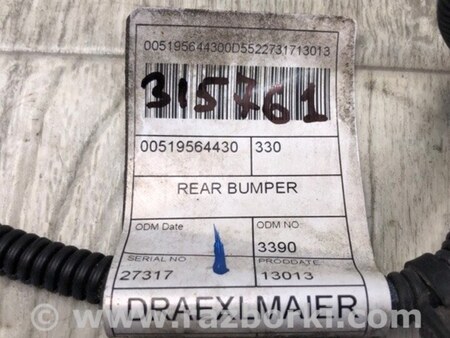 005195644300D5522731713013
315761
00519564430 330
REAR BUMPER
ODM Date ODM NO:
3390
SERIAL NO PRODDATE
27317 13013
DRAEXLMAIER
© www.razborki.com